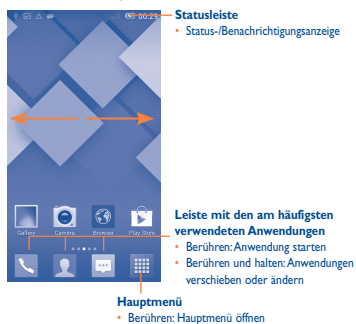 00:29
Statusleiste
• Status-/Benachrichtigungsanzeige
Gallery Camera Browser Play Store
Leiste mit den am häufigsten
verwendeten Anwendungen
• Berühren: Anwendung starten
• Berühren und halten: Anwendungen
verschieben oder ändern
Hauptmenü
• Berühren: Hauptmenü öffnen